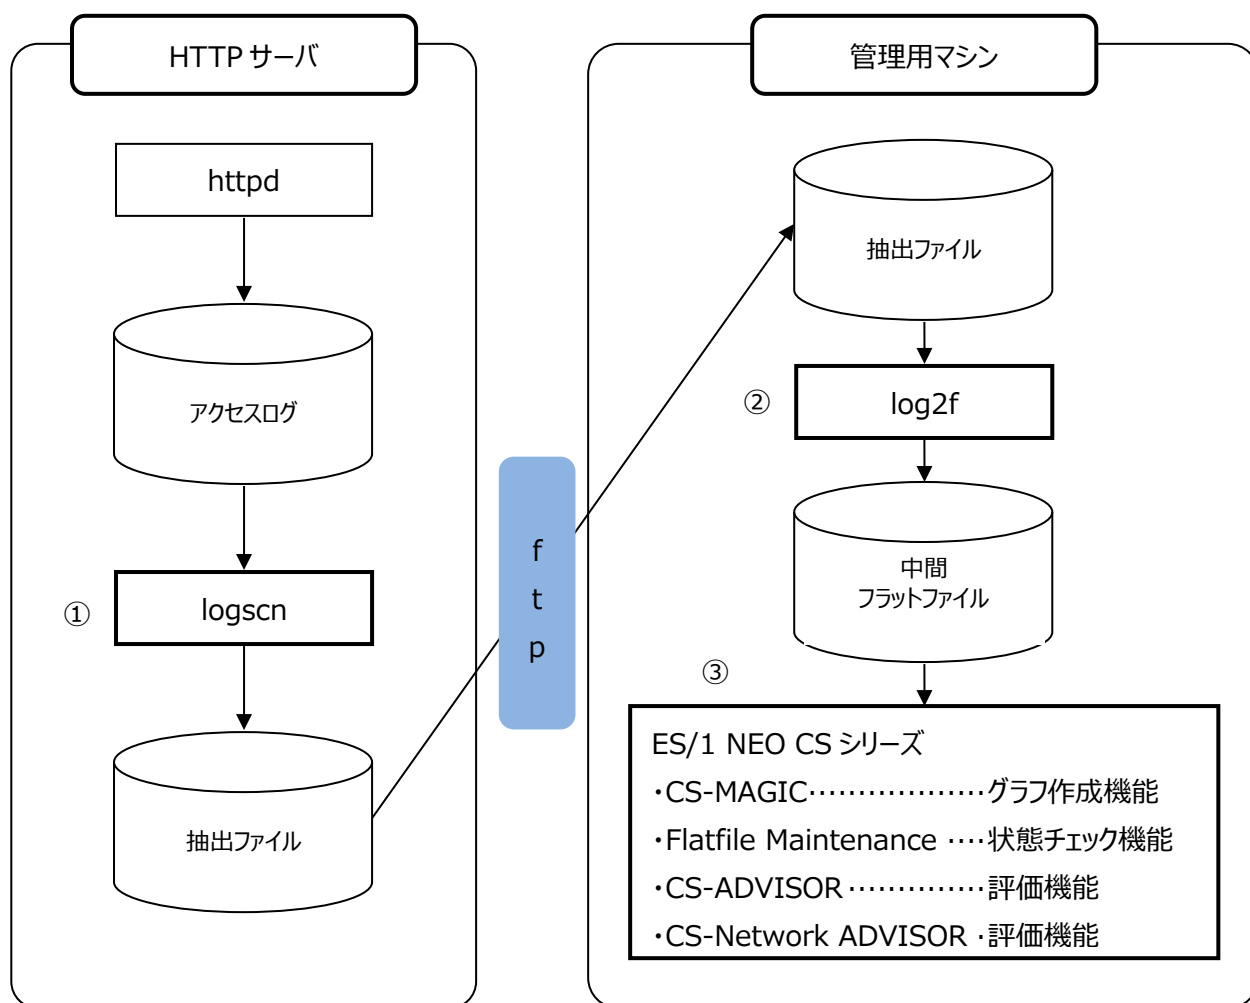 HTTP サーバ
httpd
アクセスログ
①
logscn
抽出ファイル
f
t
p
管理用マシン
抽出ファイル
②
log2f
中間
フラットファイル
③
ES/1 NEO CS シリーズ
・CS-MAGIC‥‥‥‥‥‥‥‥‥グラフ作成機能
・Flatfile Maintenance ‥‥状態チェック機能
・CS-ADVISOR ‥‥‥‥‥‥‥評価機能
・CS-Network ADVISOR ・評価機能